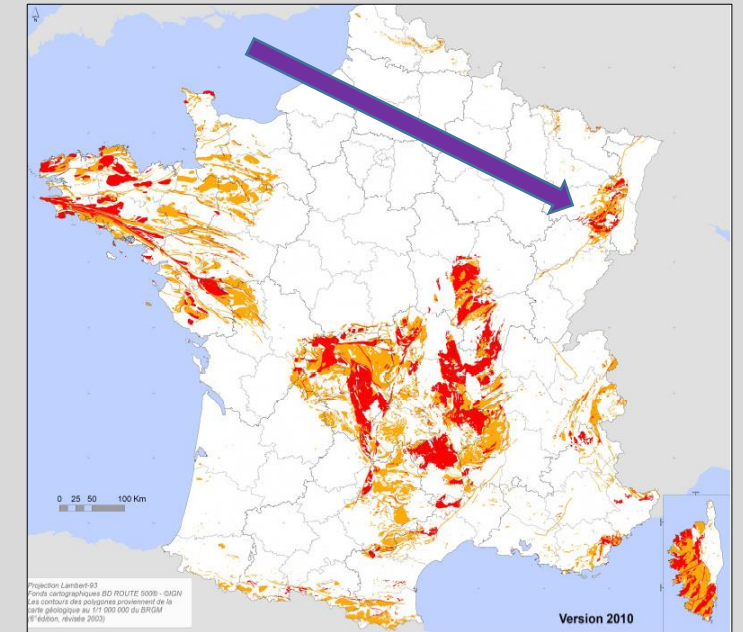 0 25 50 100 Km
Projection Lambert-93
Fonds cartographiques BD ROUTE 500® - ©IGN
Les contours des polygones proviennent de la
carte géologique au 1/1 000 000 du BRGM
(6° édition, révisée 2003)
Version 2010